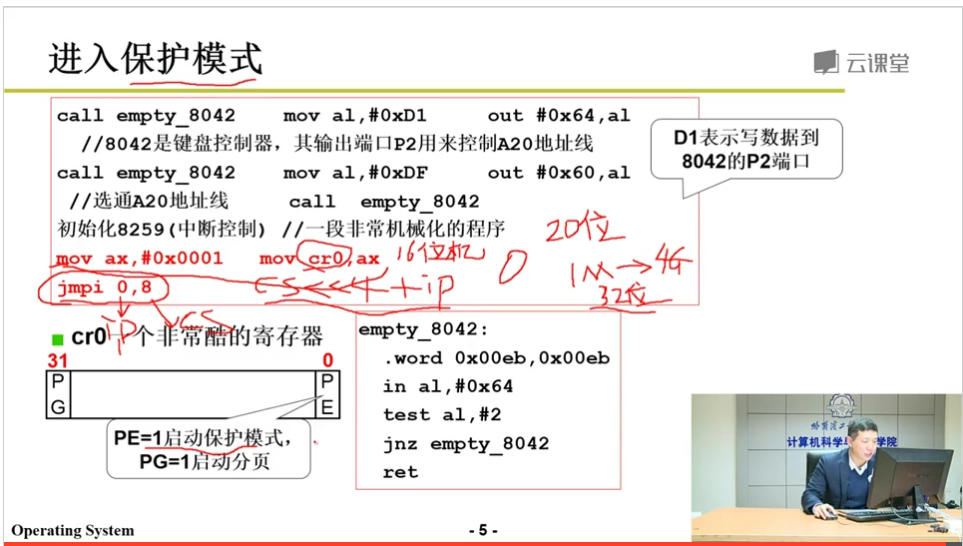 进入保护模式
云课堂
call empty_8042 mov al,#0xD1 out #0x64,al
//8042是键盘控制器，其输出端口P2用来控制A20地址线
D1表示写数据到
8042的P2端口
call empty_8042 mov al,#0xDF out #0x60,al
//选通A20地址线 call empty_8042
初始化8259(中断控制) //一段非常机械化的程序
20位
mov ax,#0x0001 mov cr0,ax
16位机
0
1M→4G
32位
jmpi 0,8
cs<<4+ip
ip
cs
cr0一个非常酷的寄存器
31 0
P P
G E
PE=1启动保护模式，
PG=1启动分页
empty_8042:
.word 0x00eb,0x00eb
in al,#0x64
test al,#2
jnz empty_8042
ret
计算机科学
学院
Operating System
- 5 -